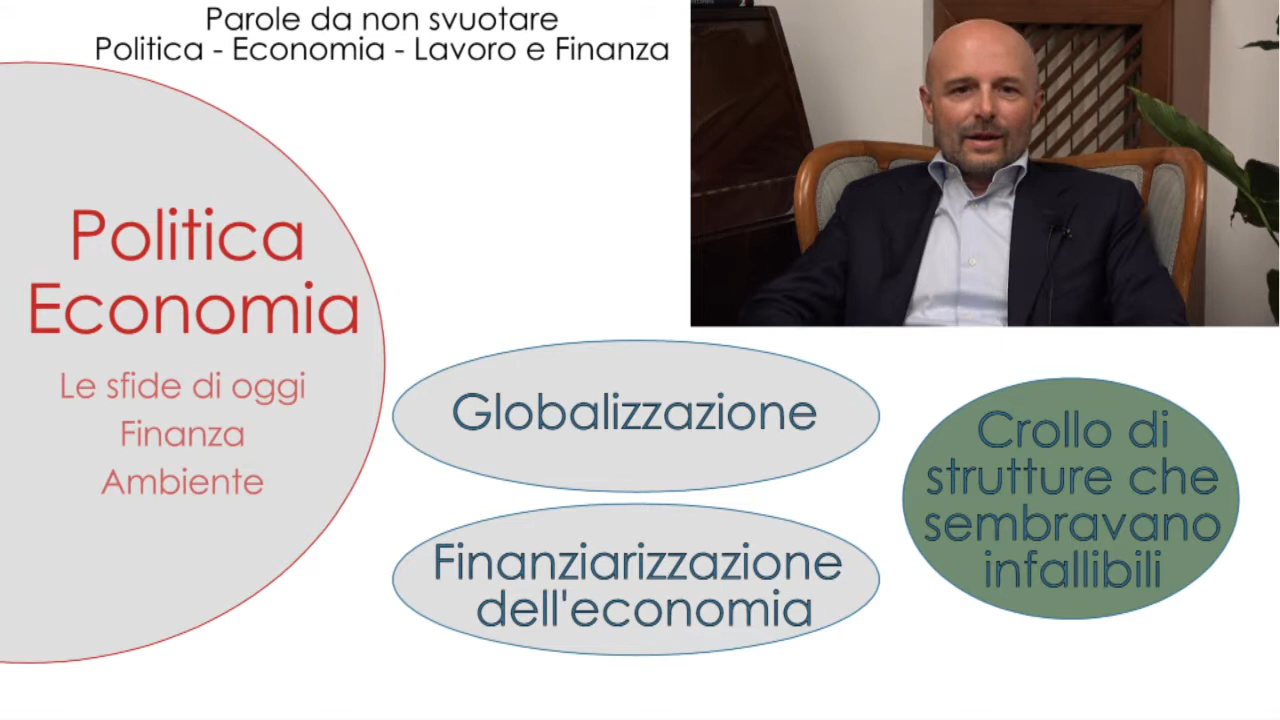 Parole da non svuotare
Politica - Economia - Lavoro e Finanza
Politica
Economia
Le sfide di oggi
Finanza
Ambiente
Globalizzazione
Finanziarizzazione
dell'economia
Crollo di
strutture che
sembravano
infallibili